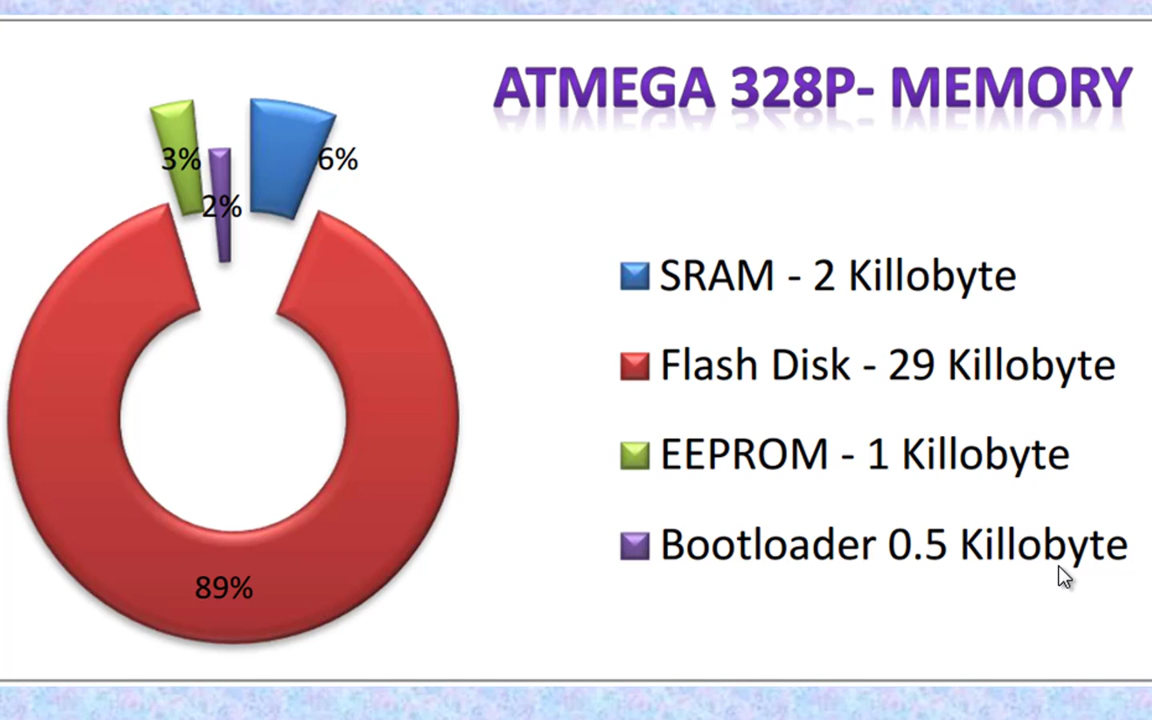 ATMEGA 328P- MEMORY
3%
6%
2%
89%
SRAM - 2 Killobyte
Flash Disk - 29 Killobyte
EEPROM - 1 Killobyte
Bootloader 0.5 Killobyte